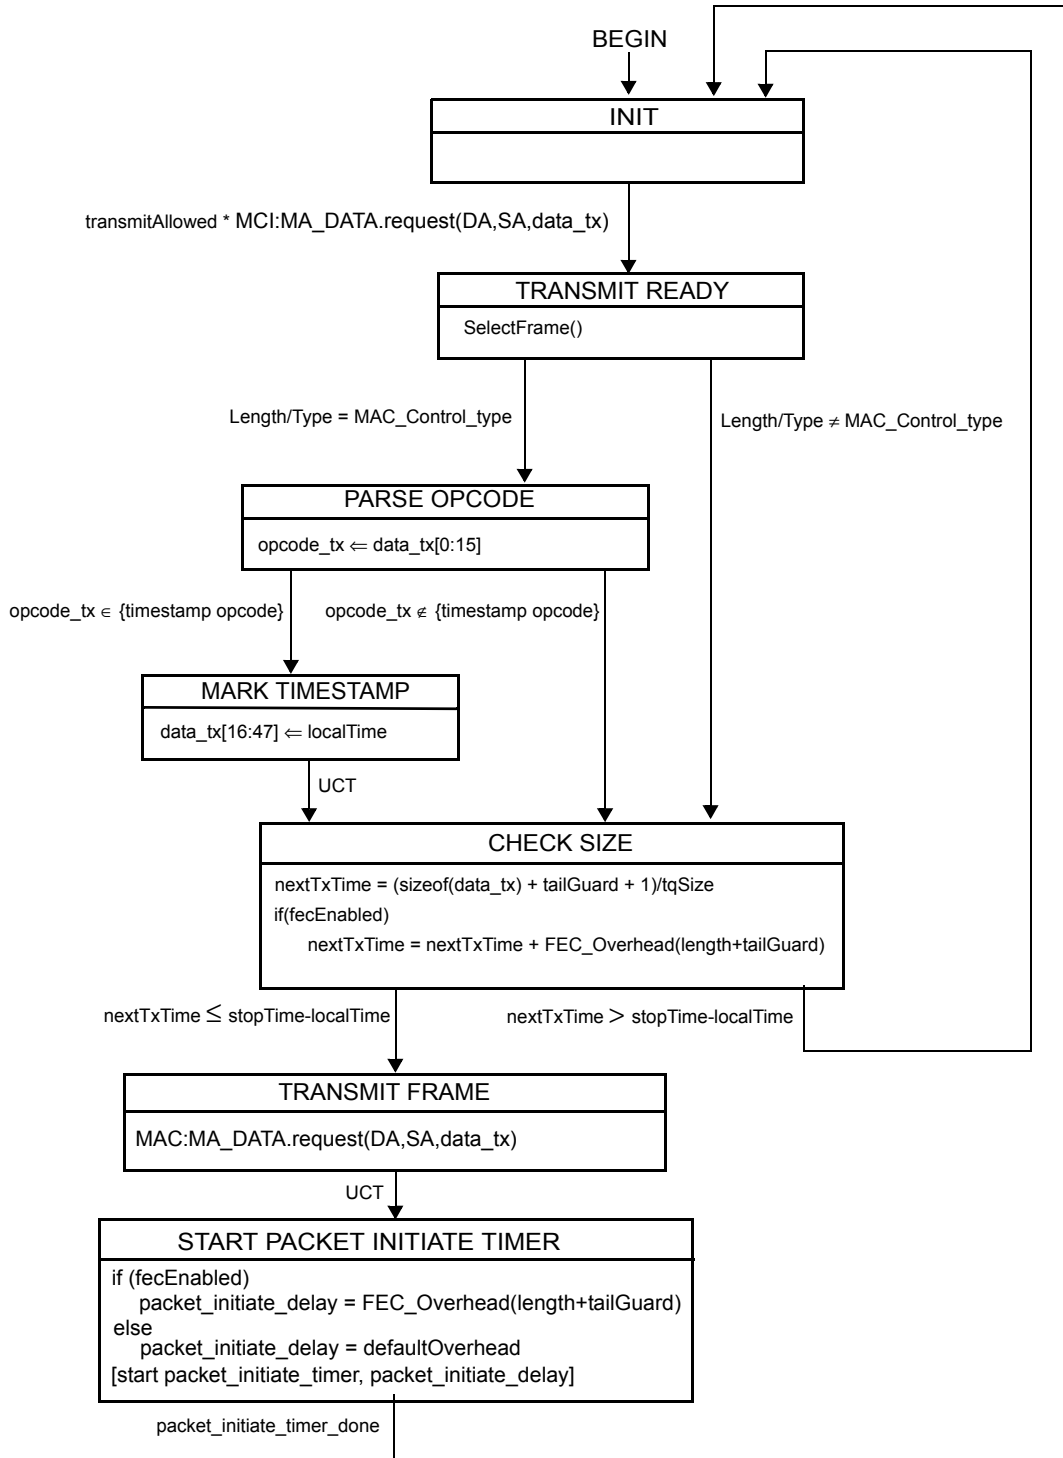 BEGIN
INIT
transmitAllowed * MCI:MA_DATA.request(DA,SA,data_tx)
TRANSMIT READY
SelectFrame()
Length/Type = MAC_Control_type
Length/Type ≠ MAC_Control_type
PARSE OPCODE
opcode_tx ⇐ data_tx[0:15]
opcode_tx ∈ {timestamp opcode}
opcode_tx ∉ {timestamp opcode}
MARK TIMESTAMP
data_tx[16:47] ⇐ localTime
UCT
CHECK SIZE
nextTxTime = (sizeof(data_tx) + tailGuard + 1)/tqSize
if(fecEnabled)
nextTxTime = nextTxTime + FEC_Overhead(length+tailGuard)
nextTxTime ≤ stopTime-localTime
nextTxTime > stopTime-localTime
TRANSMIT FRAME
MAC:MA_DATA.request(DA,SA,data_tx)
UCT
START PACKET INITIATE TIMER
if (fecEnabled)
packet_initiate_delay = FEC_Overhead(length+tailGuard)
else
packet_initiate_delay = defaultOverhead
[start packet_initiate_timer, packet_initiate_delay]
packet_initiate_timer_done